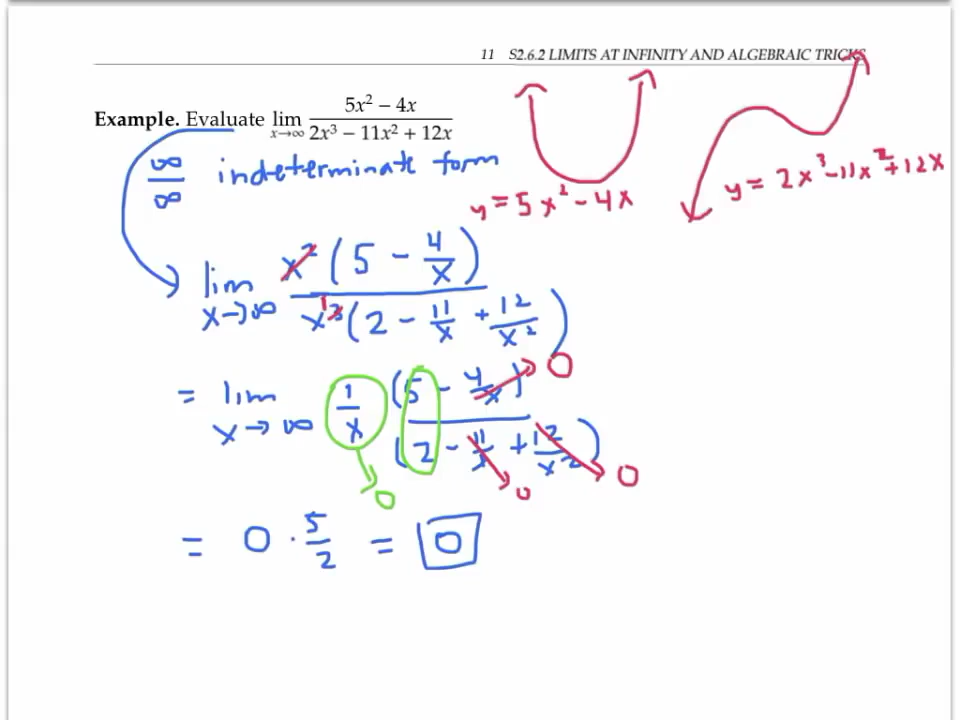 11 S2.6.2 LIMITS AT INFINITY AND ALGEBRAIC TRICKS
Example. Evaluate lim x→∞ (5x² − 4x)/(2x³ − 11x² + 12x)
∞/∞ indeterminate form
y = 5x² − 4x
y = 2x³ − 11x² + 12x
lim x→∞ x²(5 − 4/x) / x³(2 − 11/x + 12/x²)
1
= lim x→∞ 1/x (5 − 4/x)/(2 − 11/x + 12/x²)
0
0
0
0
= 0 · 5/2 = 0